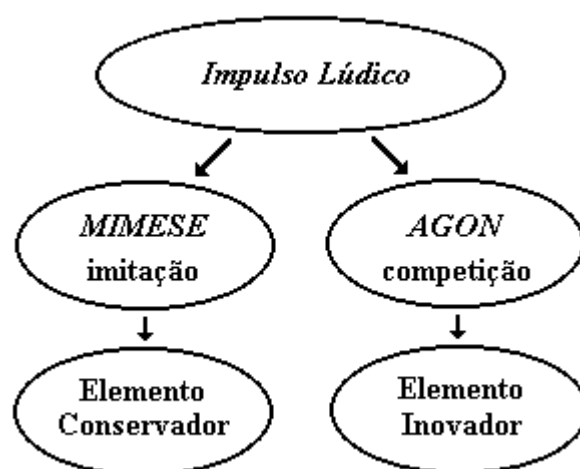 Impulso Lúdico
MIMESE
imitação
AGON
competição
Elemento
Conservador
Elemento
Inovador